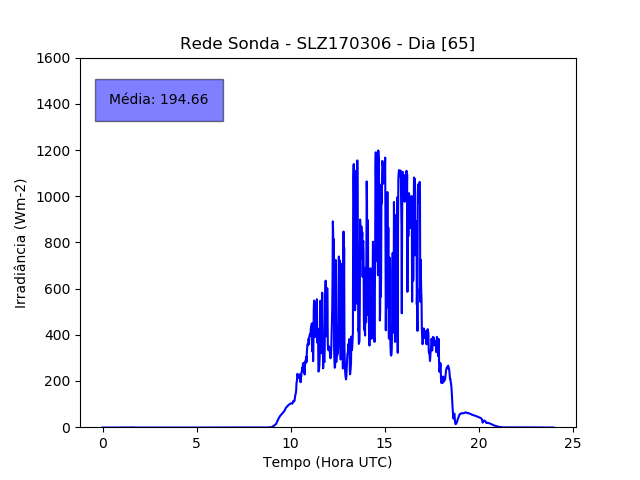 Rede Sonda - SLZ170306 - Dia [65]
1600
1400
1200
1000
800
600
400
200
0
Média: 194.66
Irradiância (Wm-2)
0 5 10 15 20 25
Tempo (Hora UTC)